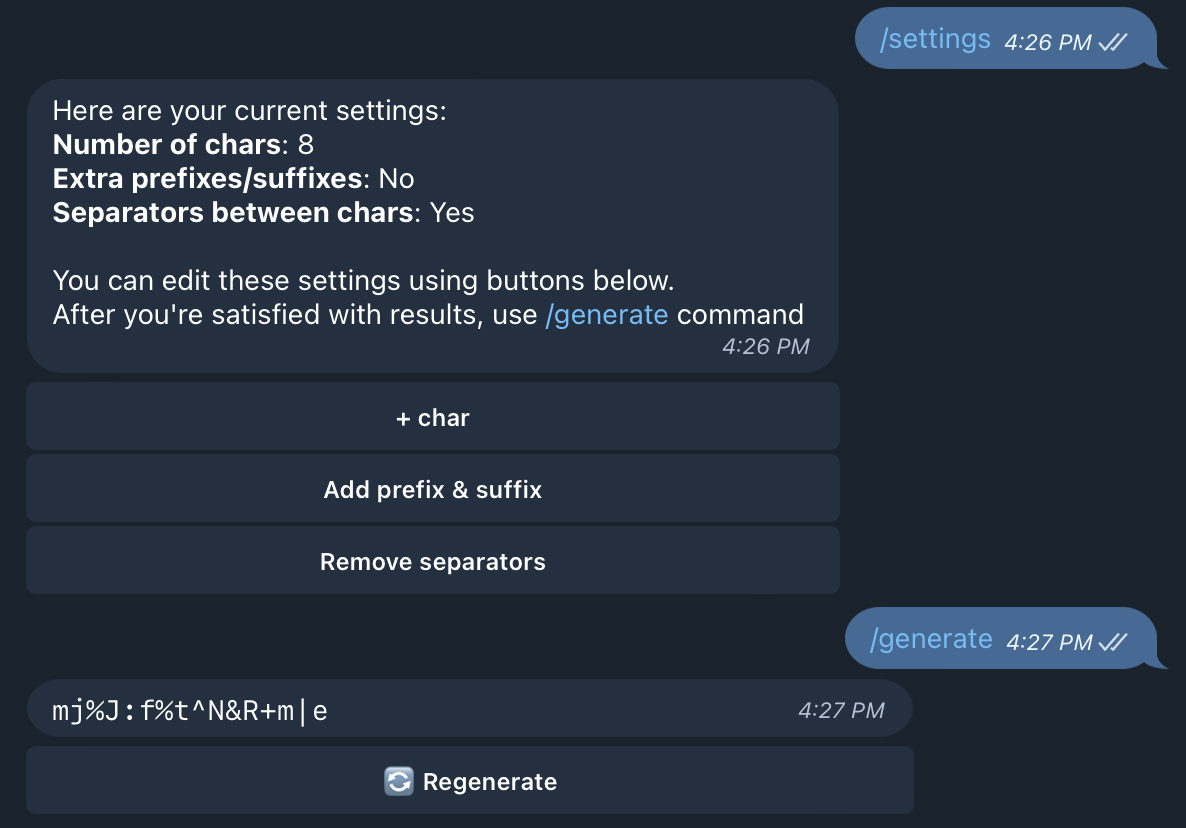 /settings 4:26 PM
Here are your current settings:
Number of chars: 8
Extra prefixes/suffixes: No
Separators between chars: Yes
You can edit these settings using buttons below.
After you're satisfied with results, use /generate command
4:26 PM
+ char
Add prefix & suffix
Remove separators
/generate 4:27 PM
mj%J:f%t^N&R+m|e 4:27 PM
Regenerate